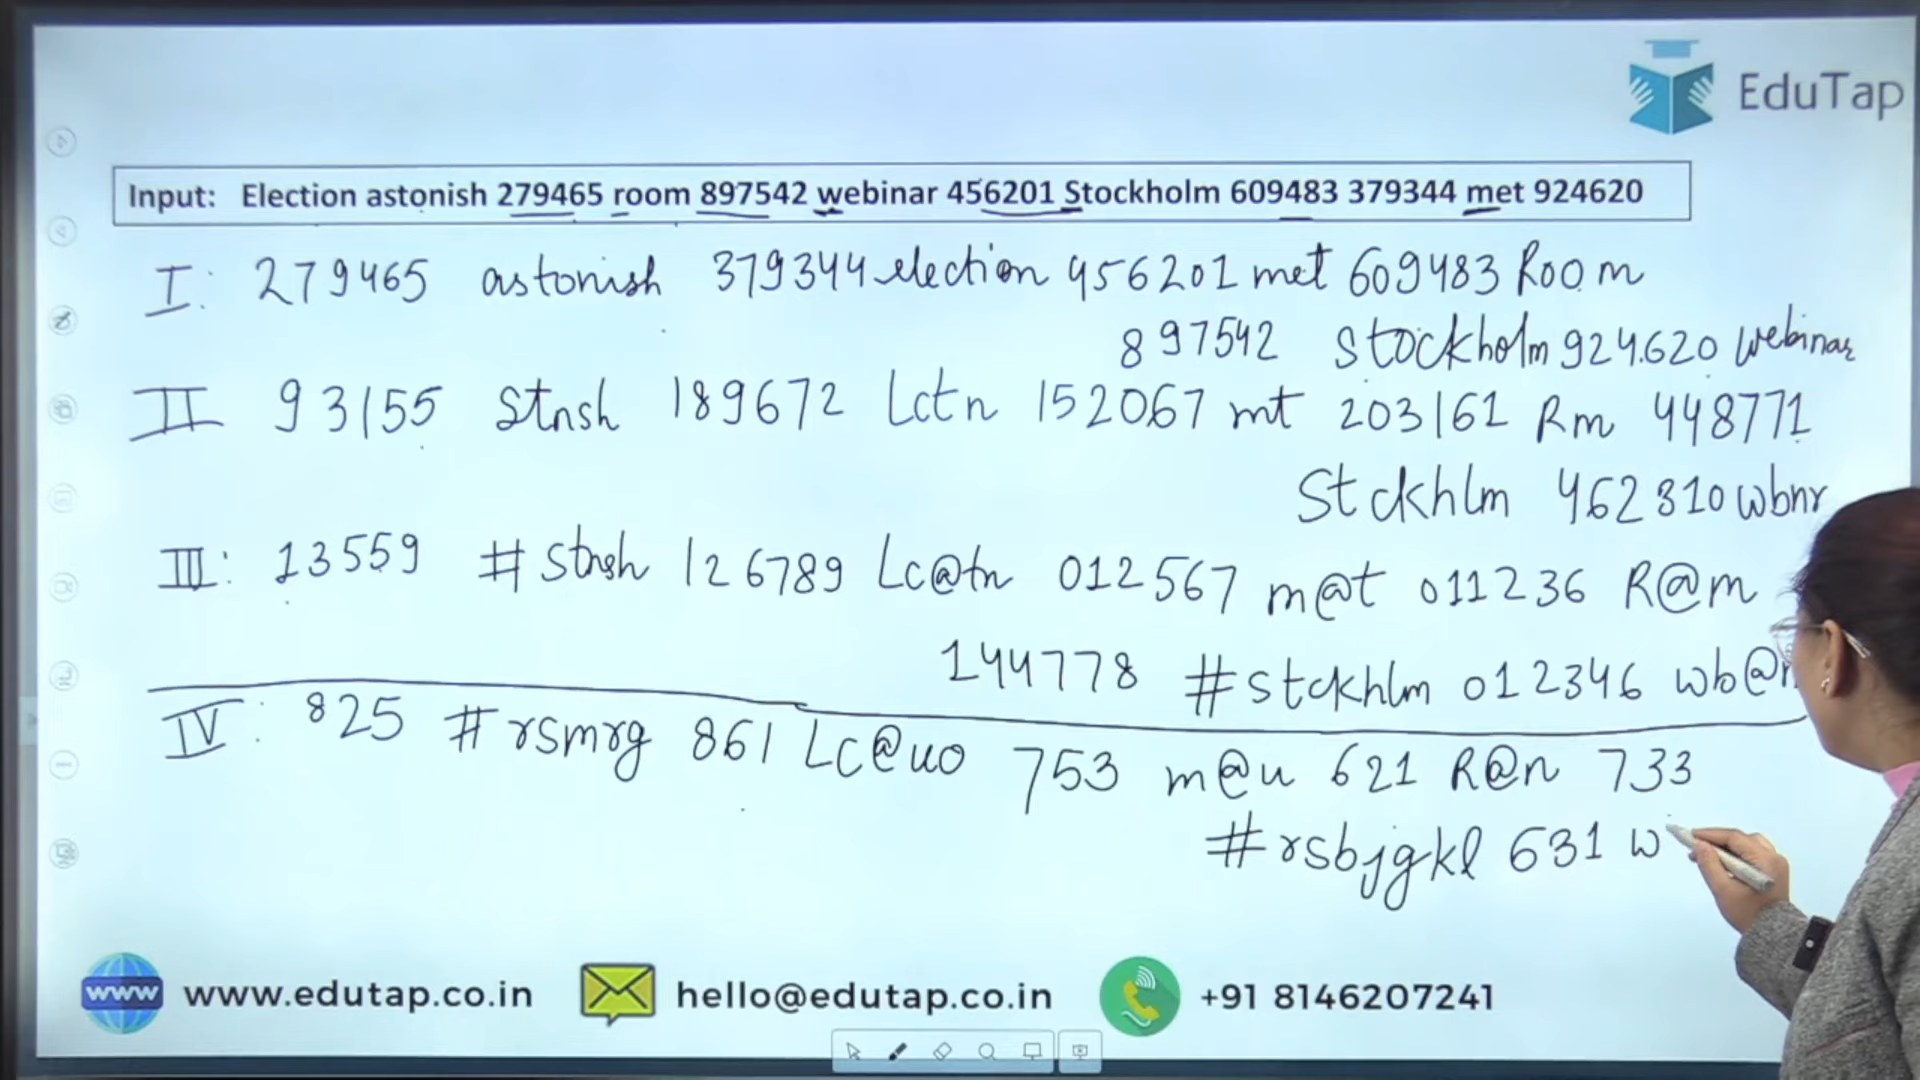 EduTap
Input: Election astonish 279465 room 897542 webinar 456201 Stockholm 609483 379344 met 924620
I: 279465 astonish 379344 election 456201 met 609483 Room
897542 Stockholm 924620 webinar
II 93155 Stnsh 189672 Lctn 152067 mt 203161 Rm 448771
Stckhlm 462310 wbnr
III: 13559 #Stnsh 126789 Lc@tn 012567 m@t 011236 R@m
144778 #Stckhlm 012346 wb@n
IV: 825 #rsmrg 861 Lc@uo 753 m@u 621 R@n 733
#rsbjgkl 631 w
www www.edutap.co.in hello@edutap.co.in +91 8146207241